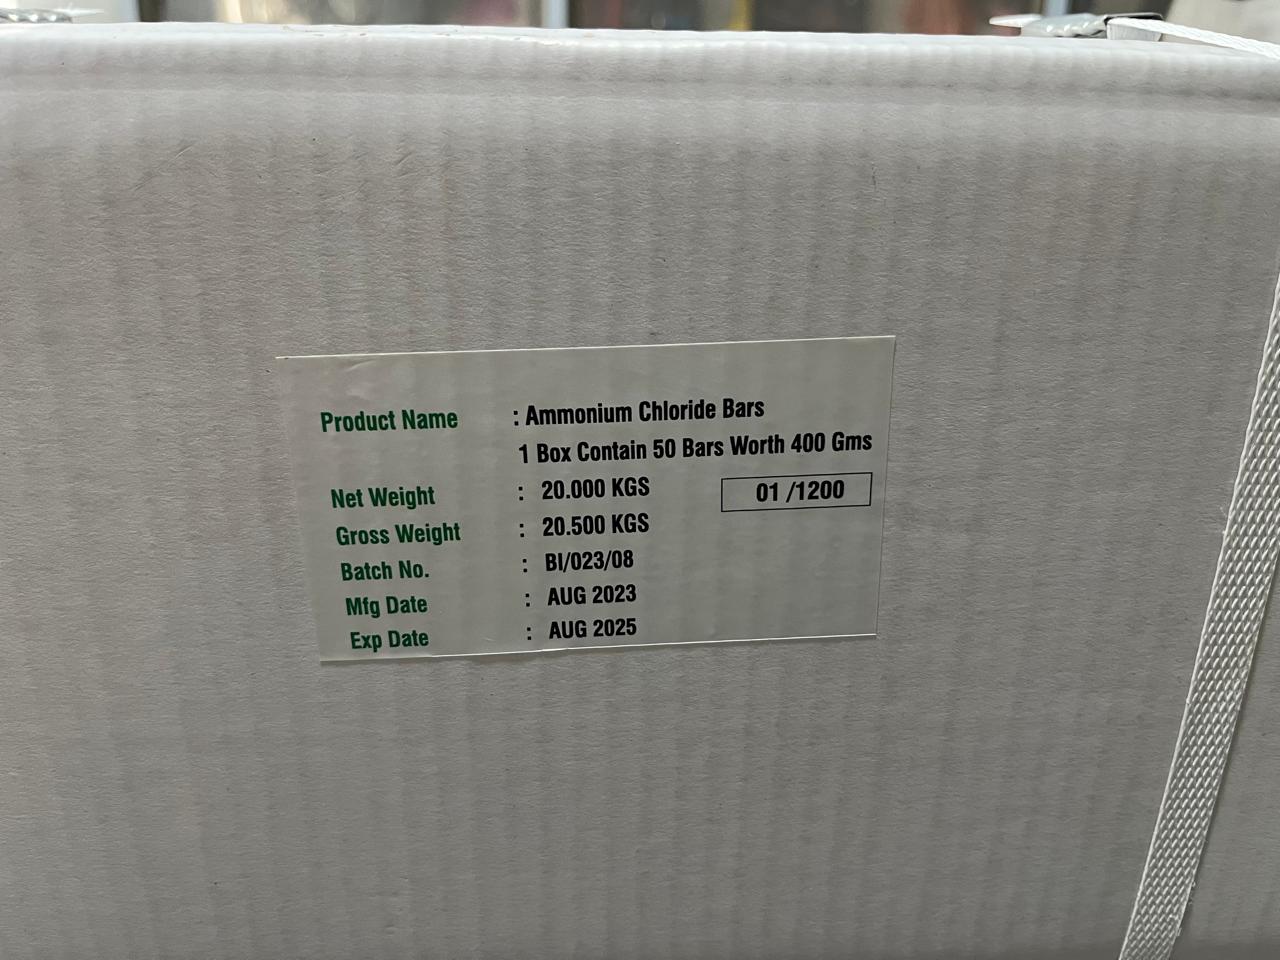 Product Name : Ammonium Chloride Bars
1 Box Contain 50 Bars Worth 400 Gms
Net Weight : 20.000 KGS 01 /1200
Gross Weight : 20.500 KGS
Batch No. : BI/023/08
Mfg Date : AUG 2023
Exp Date : AUG 2025